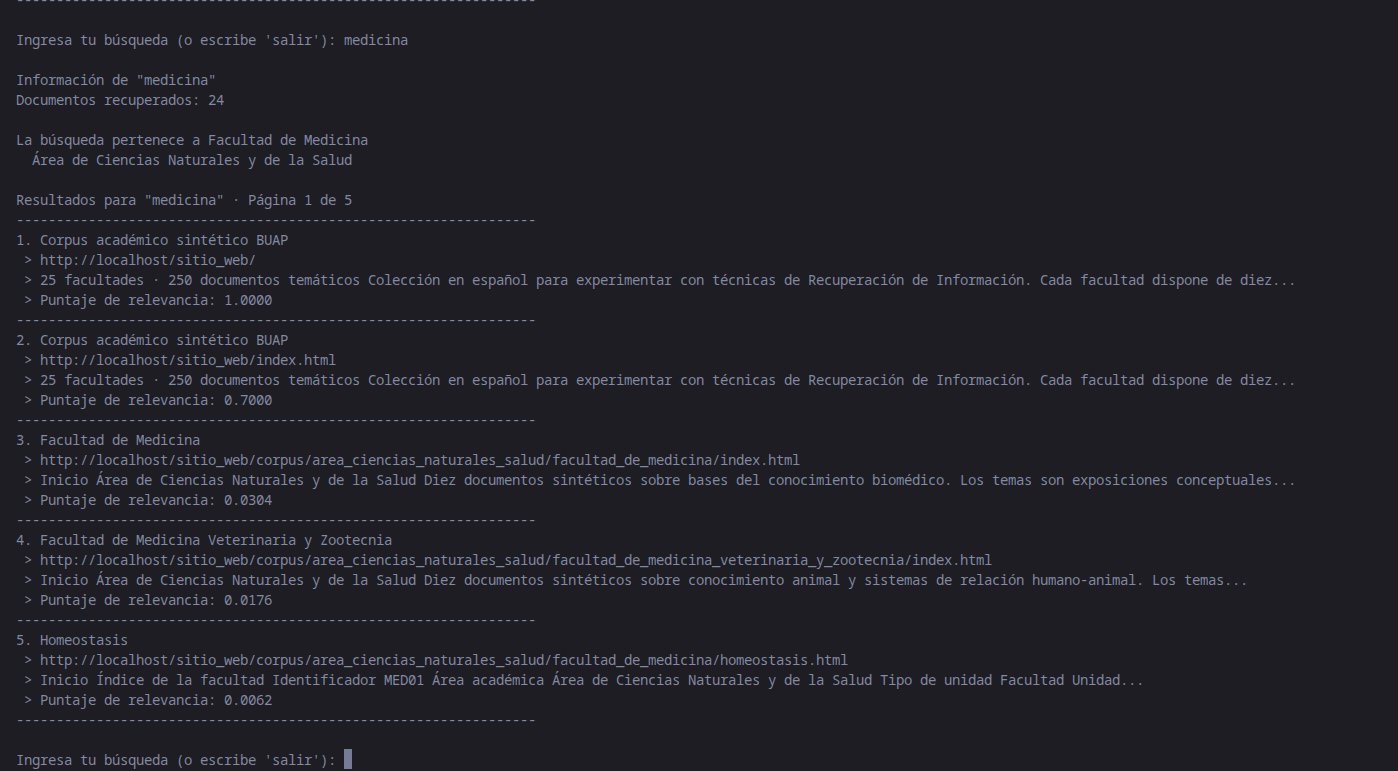 -----------------------------------------------------------------
Ingresa tu búsqueda (o escribe 'salir'): medicina
Información de "medicina"
Documentos recuperados: 24
La búsqueda pertenece a Facultad de Medicina
Área de Ciencias Naturales y de la Salud
Resultados para "medicina" · Página 1 de 5
-----------------------------------------------------------------
1. Corpus académico sintético BUAP
> http://localhost/sitio_web/
> 25 facultades · 250 documentos temáticos Colección en español para experimentar con técnicas de Recuperación de Información. Cada facultad dispone de diez...
> Puntaje de relevancia: 1.0000
-----------------------------------------------------------------
2. Corpus académico sintético BUAP
> http://localhost/sitio_web/index.html
> 25 facultades · 250 documentos temáticos Colección en español para experimentar con técnicas de Recuperación de Información. Cada facultad dispone de diez...
> Puntaje de relevancia: 0.7000
-----------------------------------------------------------------
3. Facultad de Medicina
> http://localhost/sitio_web/corpus/area_ciencias_naturales_salud/facultad_de_medicina/index.html
> Inicio Área de Ciencias Naturales y de la Salud Diez documentos sintéticos sobre bases del conocimiento biomédico. Los temas son exposiciones conceptuales...
> Puntaje de relevancia: 0.0304
-----------------------------------------------------------------
4. Facultad de Medicina Veterinaria y Zootecnia
> http://localhost/sitio_web/corpus/area_ciencias_naturales_salud/facultad_de_medicina_veterinaria_y_zootecnia/index.html
> Inicio Área de Ciencias Naturales y de la Salud Diez documentos sintéticos sobre conocimiento animal y sistemas de relación humano-animal. Los temas...
> Puntaje de relevancia: 0.0176
-----------------------------------------------------------------
5. Homeostasis
> http://localhost/sitio_web/corpus/area_ciencias_naturales_salud/facultad_de_medicina/homeostasis.html
> Inicio Índice de la facultad Identificador MED01 Área académica Área de Ciencias Naturales y de la Salud Tipo de unidad Facultad Unidad...
> Puntaje de relevancia: 0.0062
-----------------------------------------------------------------
Ingresa tu búsqueda (o escribe 'salir'):